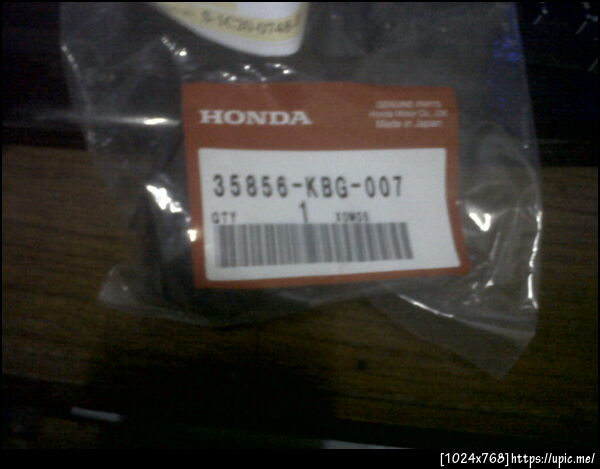 HONDA
GENUINE PARTS
Honda Motor Co., Ltd.
Made in Japan
35856-KBG-007
QTY 1 XOMOS
[1024x768]https://upic.me/